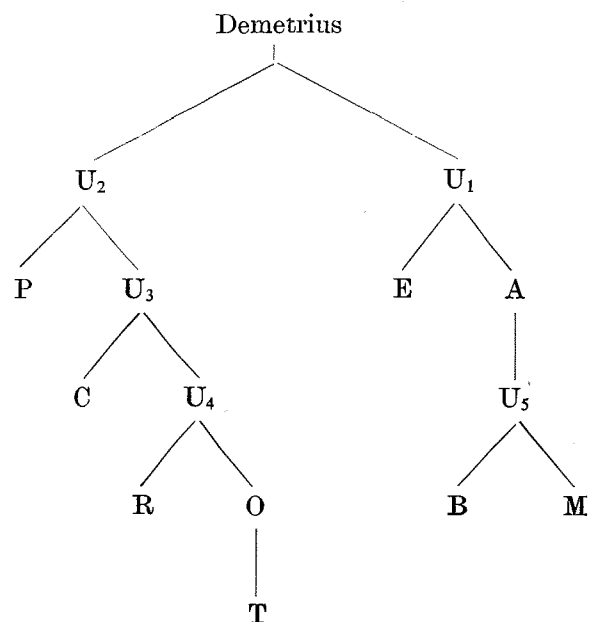 Demetrius
U₂ U₁
P U₃ E A
C U₄ U₅
R O B M
T